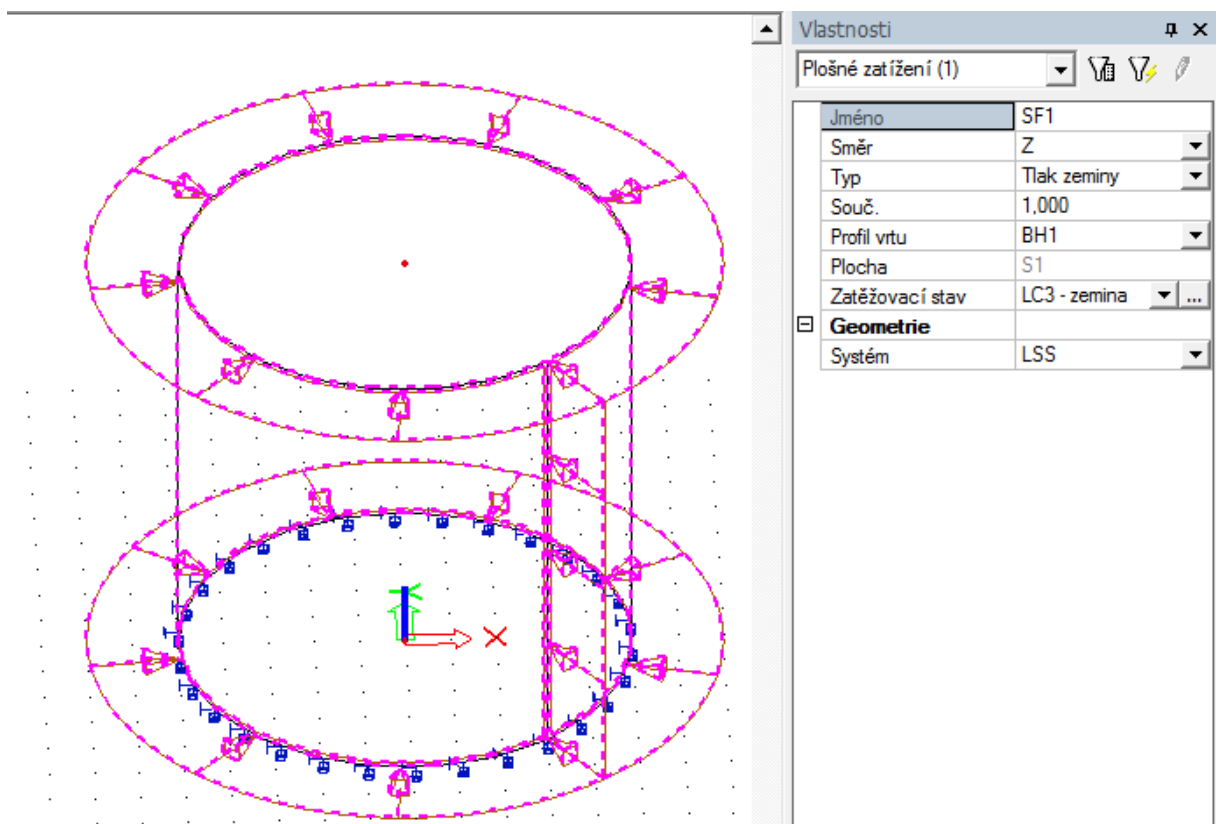 Vlastnosti
Plošné zatížení (1)
Jméno SF1
Směr Z
Typ Tlak zeminy
Souč. 1,000
Profil vrtu BH1
Plocha S1
Zatěžovací stav LC3 - zemina ...
Geometrie
Systém LSS
X